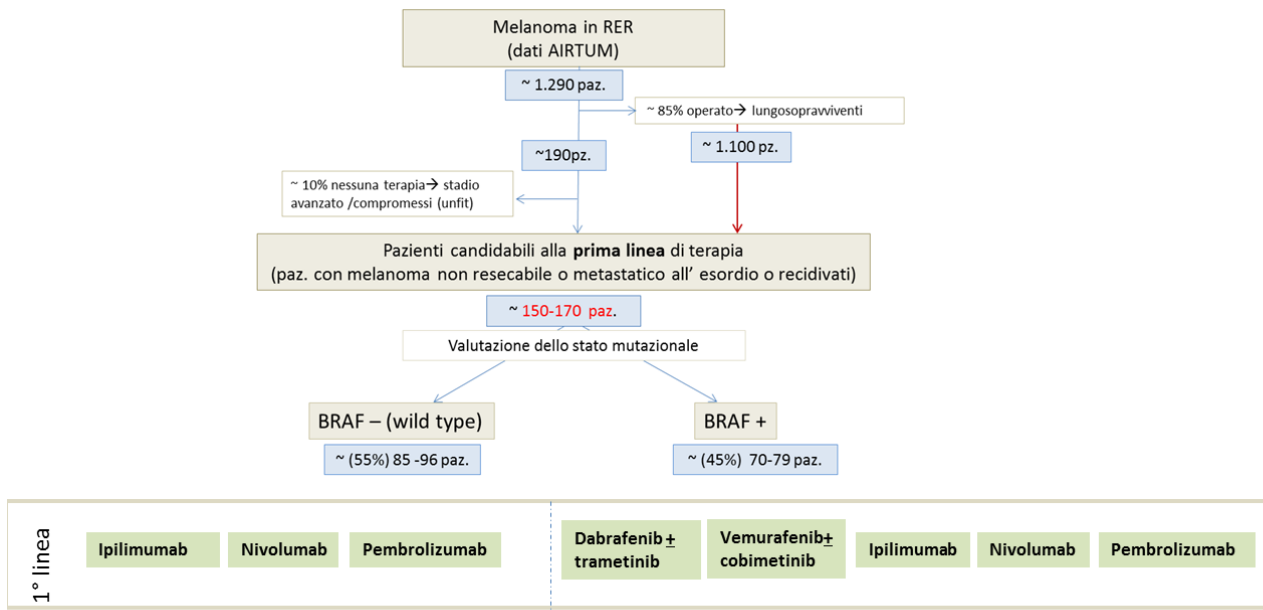 Melanoma in RER
(dati AIRTUM)
~ 1.290 paz.
~ 85% operato→ lungosopravviventi
~190pz.
~ 1.100 pz.
~ 10% nessuna terapia→ stadio
avanzato /compromessi (unfit)
Pazienti candidabili alla prima linea di terapia
(paz. con melanoma non resecabile o metastatico all' esordio o recidivati)
~ 150-170 paz.
Valutazione dello stato mutazionale
BRAF – (wild type)
BRAF +
~ (55%) 85 -96 paz.
~ (45%) 70-79 paz.
1° linea
Ipilimumab
Nivolumab
Pembrolizumab
Dabrafenib ±
trametinib
Vemurafenib±
cobimetinib
Ipilimumab
Nivolumab
Pembrolizumab